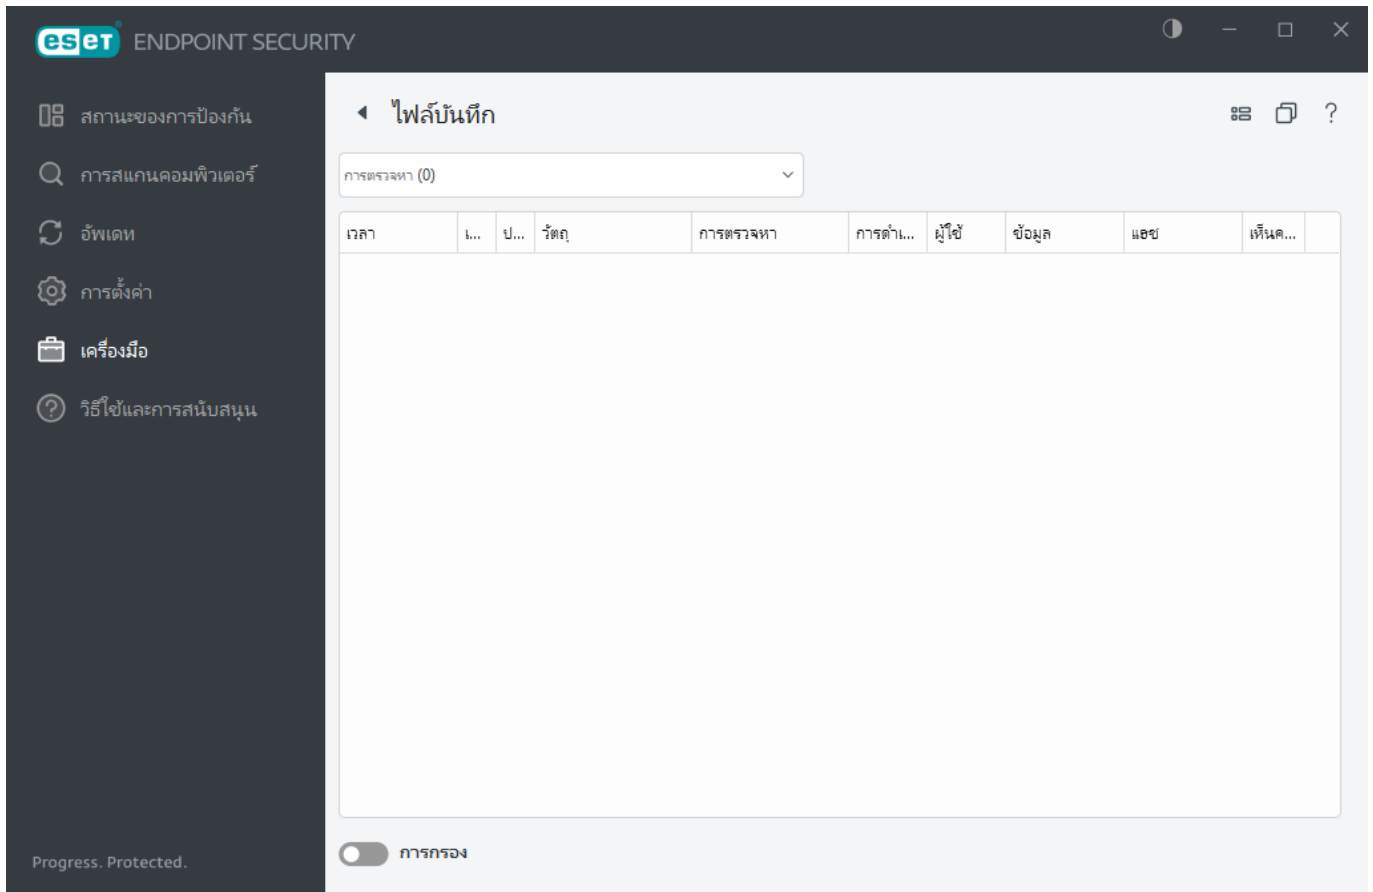 eset ENDPOINT SECURITY
สถานะของการป้องกัน
การสแกนคอมพิวเตอร์
อัพเดท
การตั้งค่า
เครื่องมือ
วิธีใช้และการสนับสนุน
Progress. Protected.
ไฟล์บันทึก
?
การตรวจหา (0)
เวลา เ... ป... วัตถุ การตรวจหา การดำเ... ผู้ใช้ ข้อมูล แฮช เห็นค...
การกรอง